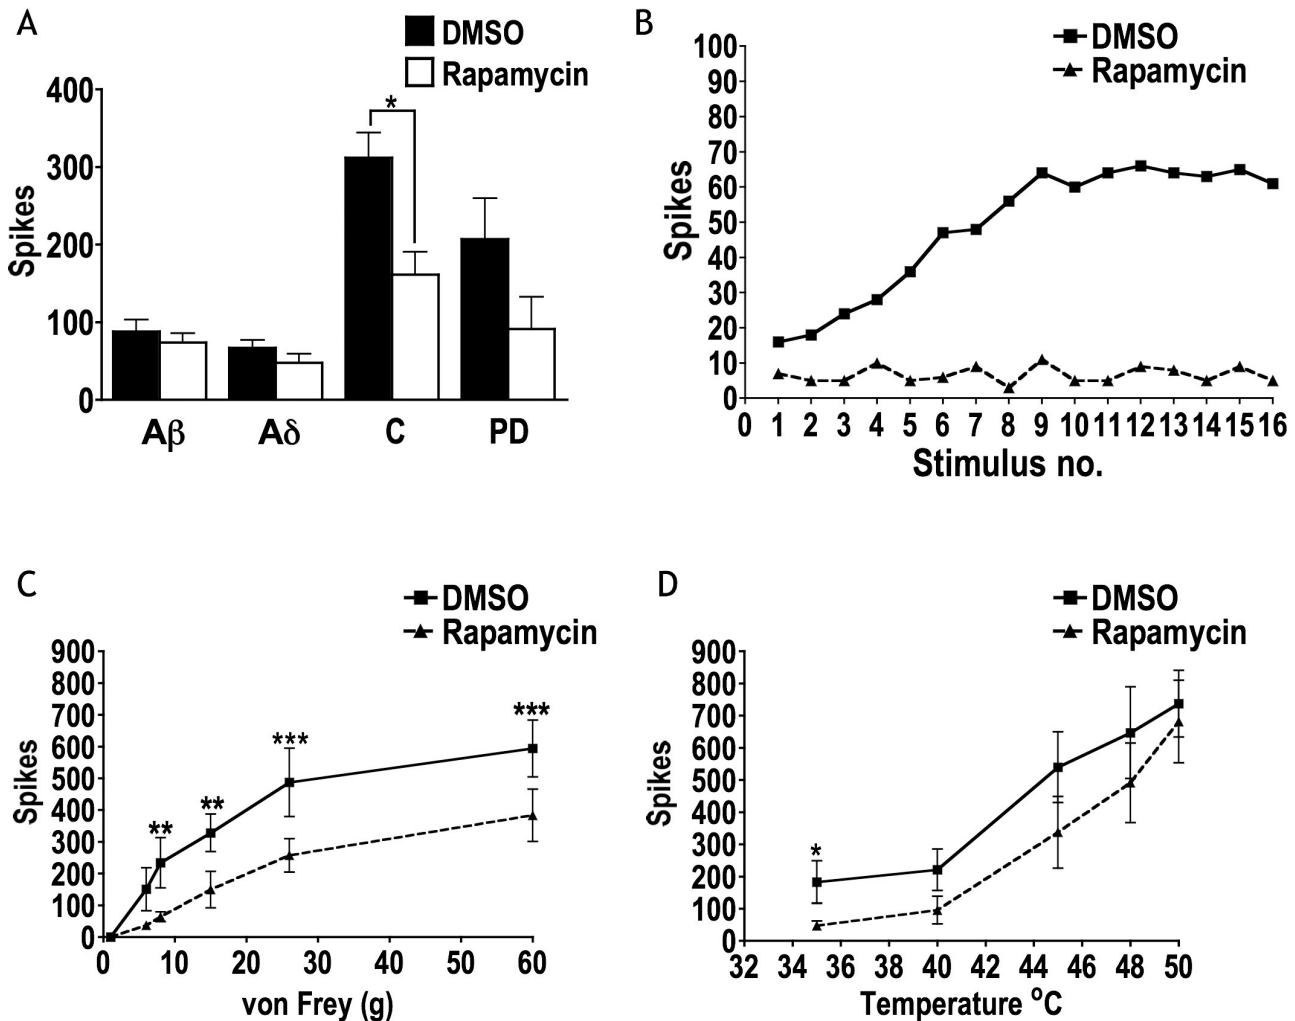 A
DMSO
Rapamycin
*
400
300
200
100
0
Spikes
Aβ Aδ C PD
B
DMSO
Rapamycin
100
90
80
70
60
50
40
30
20
10
0
Spikes
0 1 2 3 4 5 6 7 8 9 10 11 12 13 14 15 16
Stimulus no.
C
DMSO
Rapamycin
900
800
700
600
500
400
300
200
100
0
Spikes
** ** *** ***
0 10 20 30 40 50 60
von Frey (g)
D
DMSO
Rapamycin
900
800
700
600
500
400
300
200
100
0
Spikes
*
32 34 36 38 40 42 44 46 48 50
Temperature ºC